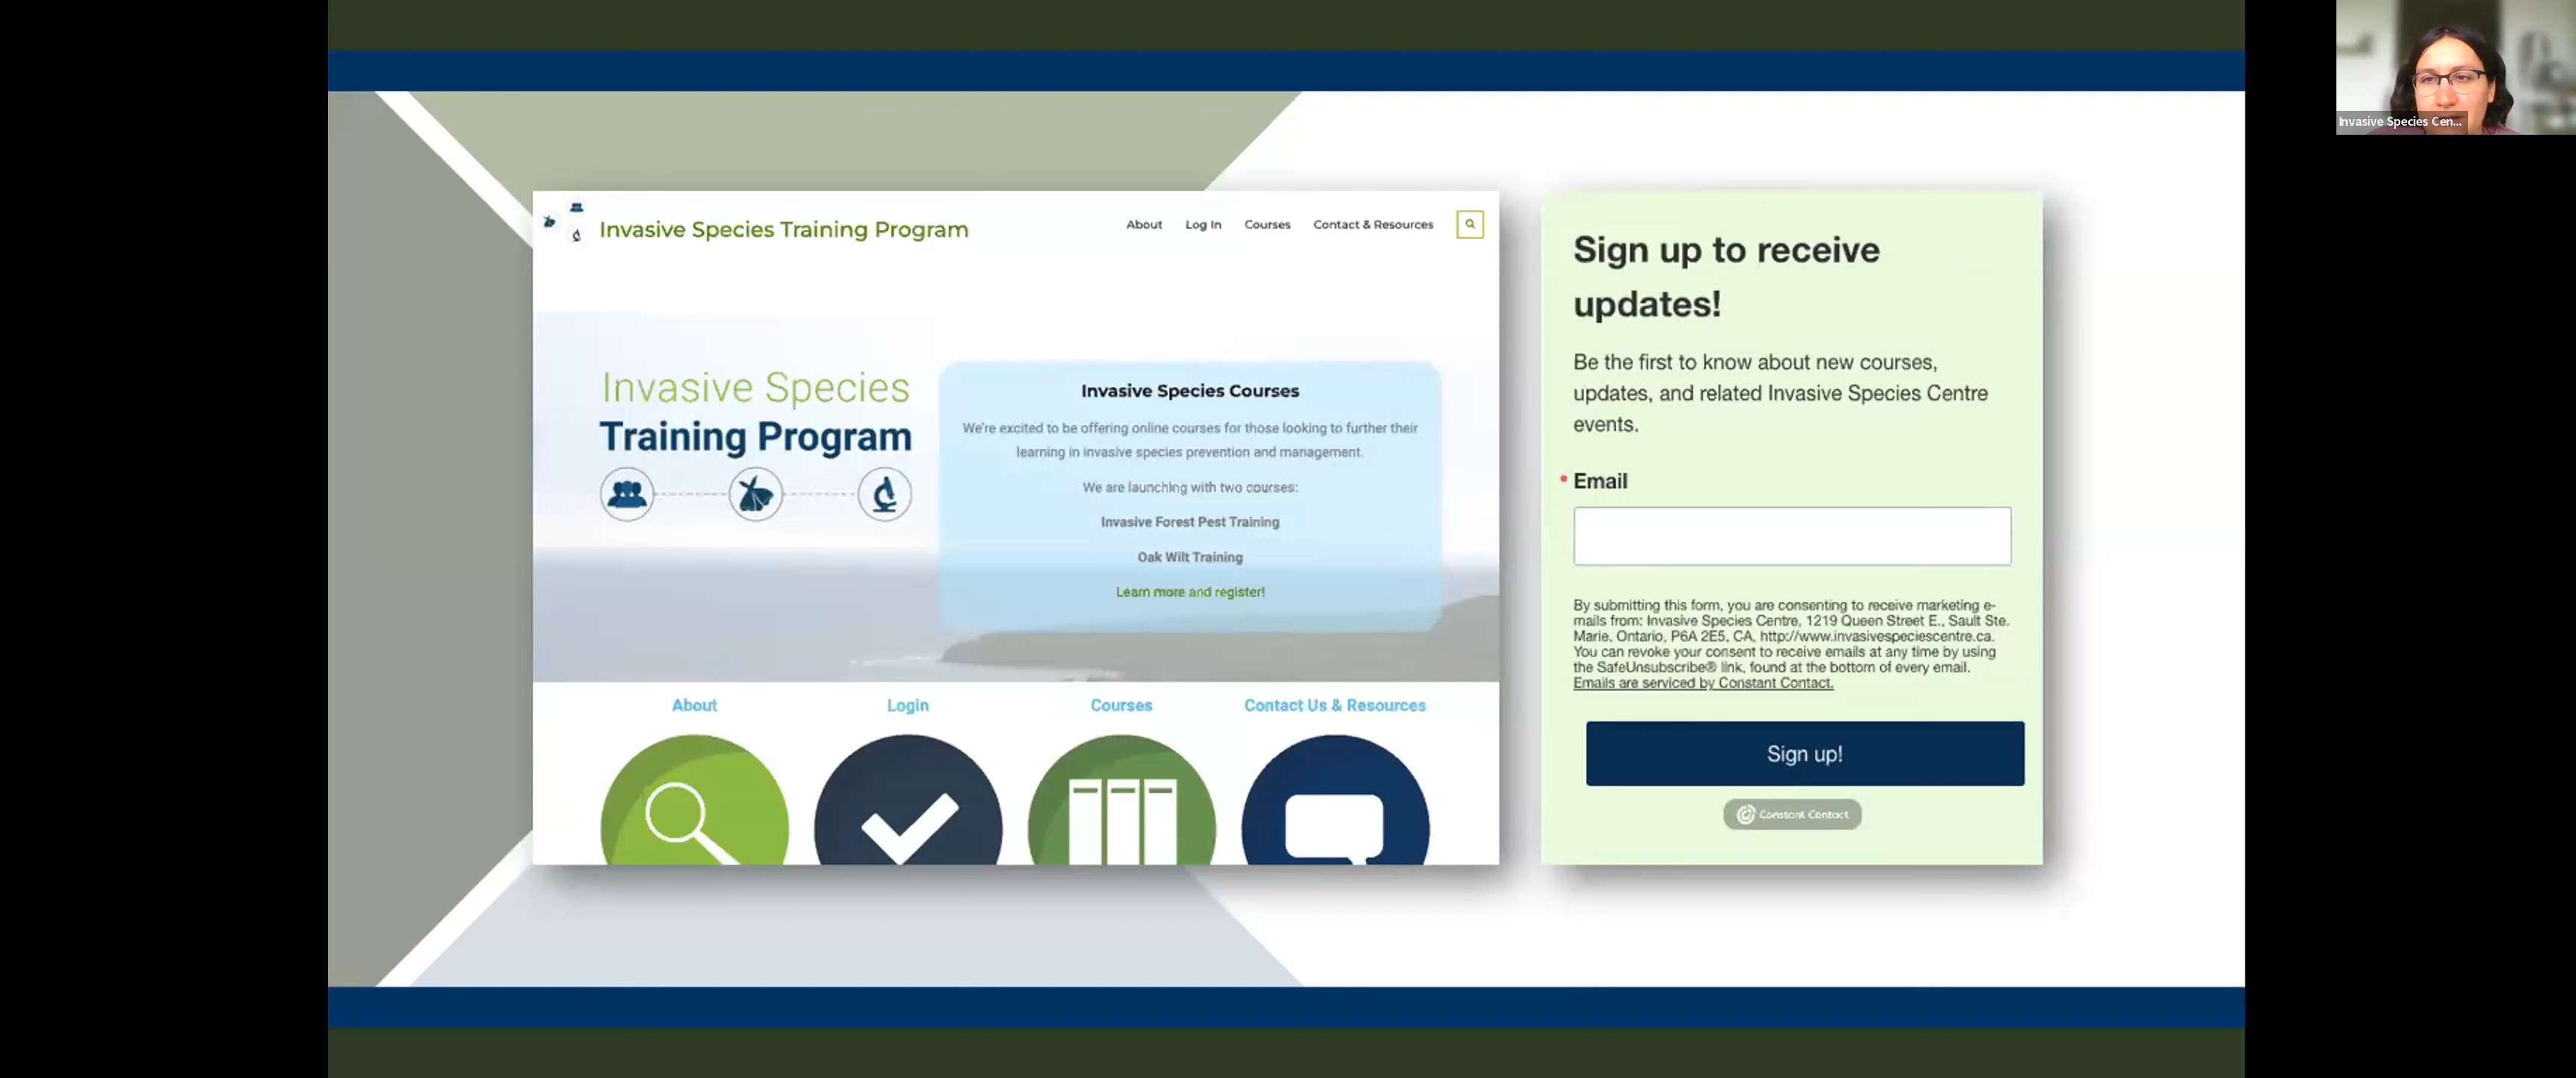 Invasive Species Training Program
About
Log In
Courses
Contact & Resources
Invasive Species
Training Program
Invasive Species Courses
We're excited to be offering online courses for those looking to further their
learning in invasive species prevention and management.
We are launching with two courses:
Invasive Forest Pest Training
Oak Wilt Training
Learn more and register!
About
Login
Courses
Contact Us & Resources
Sign up to receive
updates!
Be the first to know about new courses,
updates, and related Invasive Species Centre
events.
* Email
By submitting this form, you are consenting to receive marketing e-
mails from: Invasive Species Centre, 1219 Queen Street E., Sault Ste.
Marie, Ontario, P6A 2E5, CA, http://www.invasivespeciescentre.ca.
You can revoke your consent to receive emails at any time by using
the SafeUnsubscribe® link, found at the bottom of every email.
Emails are serviced by Constant Contact.
Sign up!
Constant Contact
Invasive Species Cen...